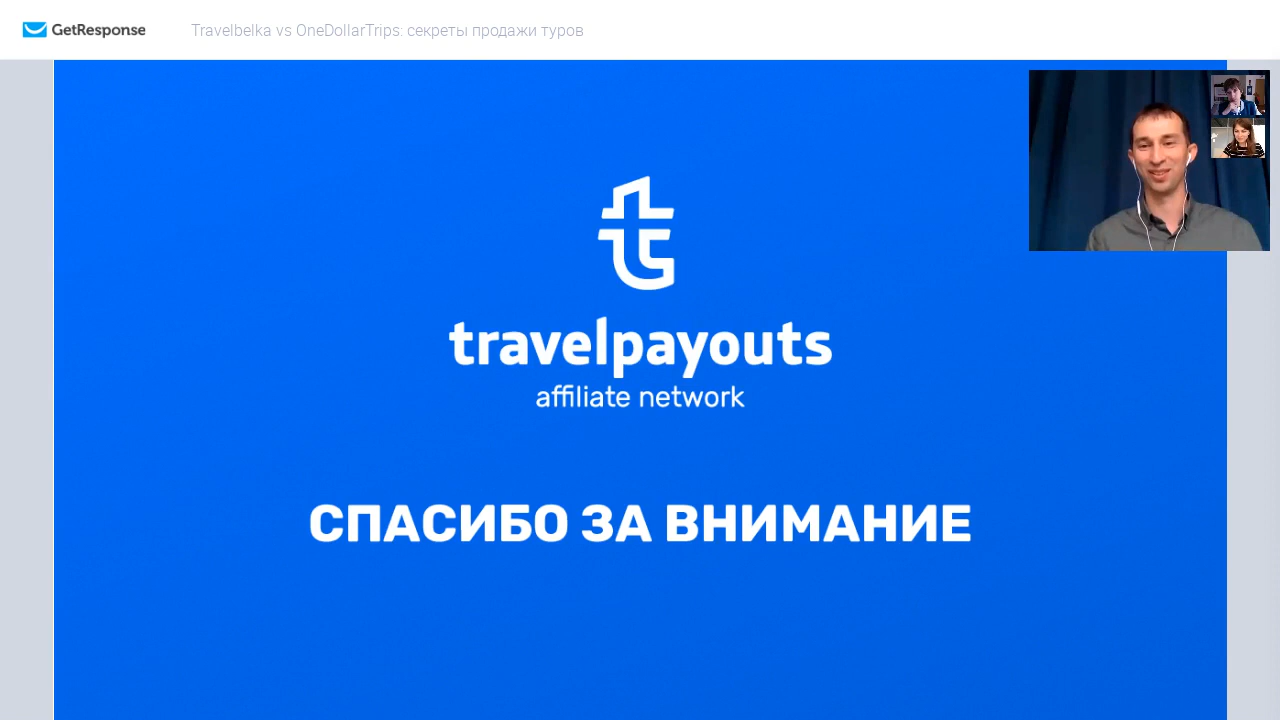 GetResponse
Travelbelka vs OneDollarTrips: секреты продажи туров
travelpayouts
affiliate network
СПАСИБО ЗА ВНИМАНИЕ